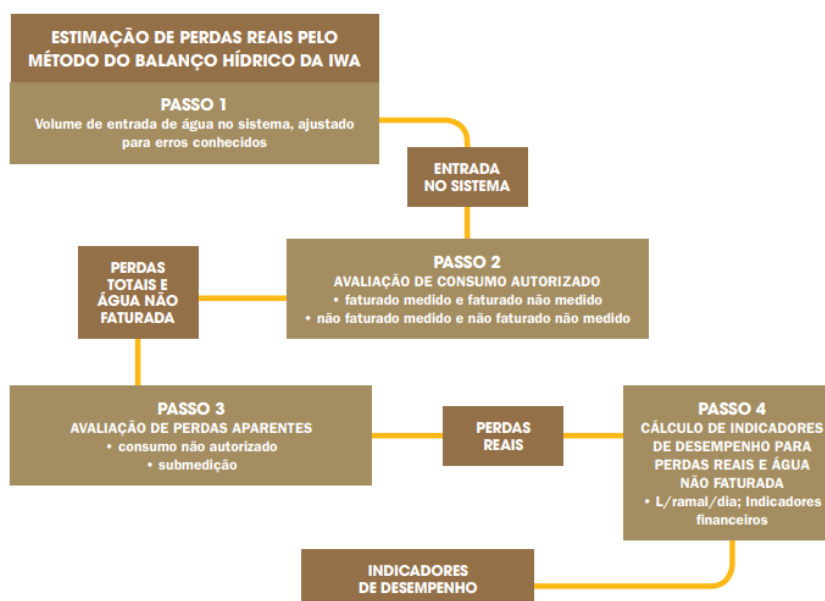 ESTIMAÇÃO DE PERDAS REAIS PELO
MÉTODO DO BALANÇO HÍDRICO DA IWA
PASSO 1
Volume de entrada de água no sistema, ajustado
para erros conhecidos
ENTRADA
NO SISTEMA
PASSO 2
AVALIAÇÃO DE CONSUMO AUTORIZADO
• faturado medido e faturado não medido
• não faturado medido e não faturado não medido
PERDAS
TOTAIS E
ÁGUA NÃO
FATURADA
PASSO 3
AVALIAÇÃO DE PERDAS APARENTES
• consumo não autorizado
• submedição
PERDAS
REAIS
PASSO 4
CÁLCULO DE INDICADORES
DE DESEMPENHO PARA
PERDAS REAIS E ÁGUA
NÃO FATURADA
• L/ramal/dia; Indicadores
financeiros
INDICADORES
DE DESEMPENHO